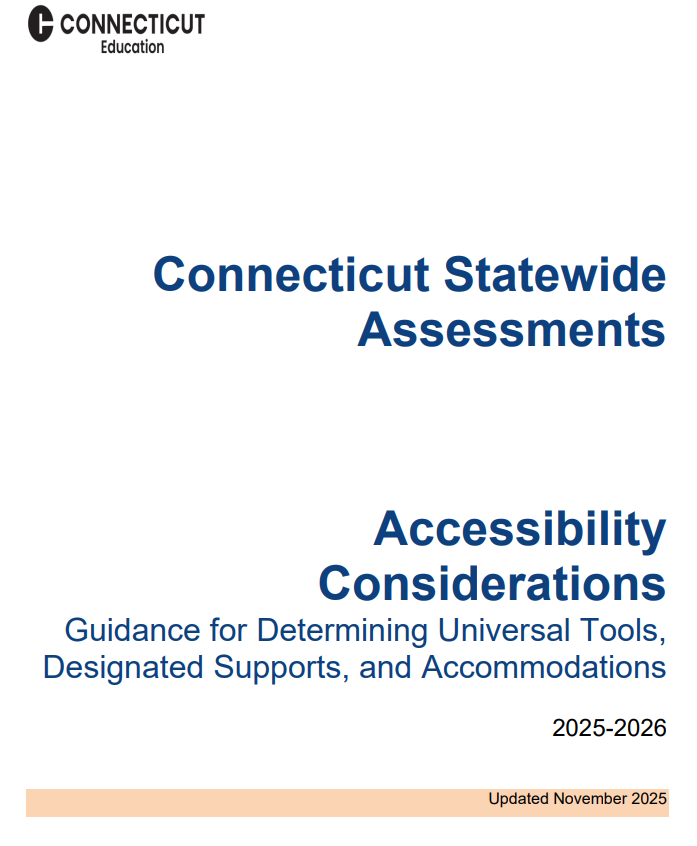 CONNECTICUT
Education
Connecticut Statewide
Assessments
Accessibility
Considerations
Guidance for Determining Universal Tools,
Designated Supports, and Accommodations
2025-2026
Updated November 2025